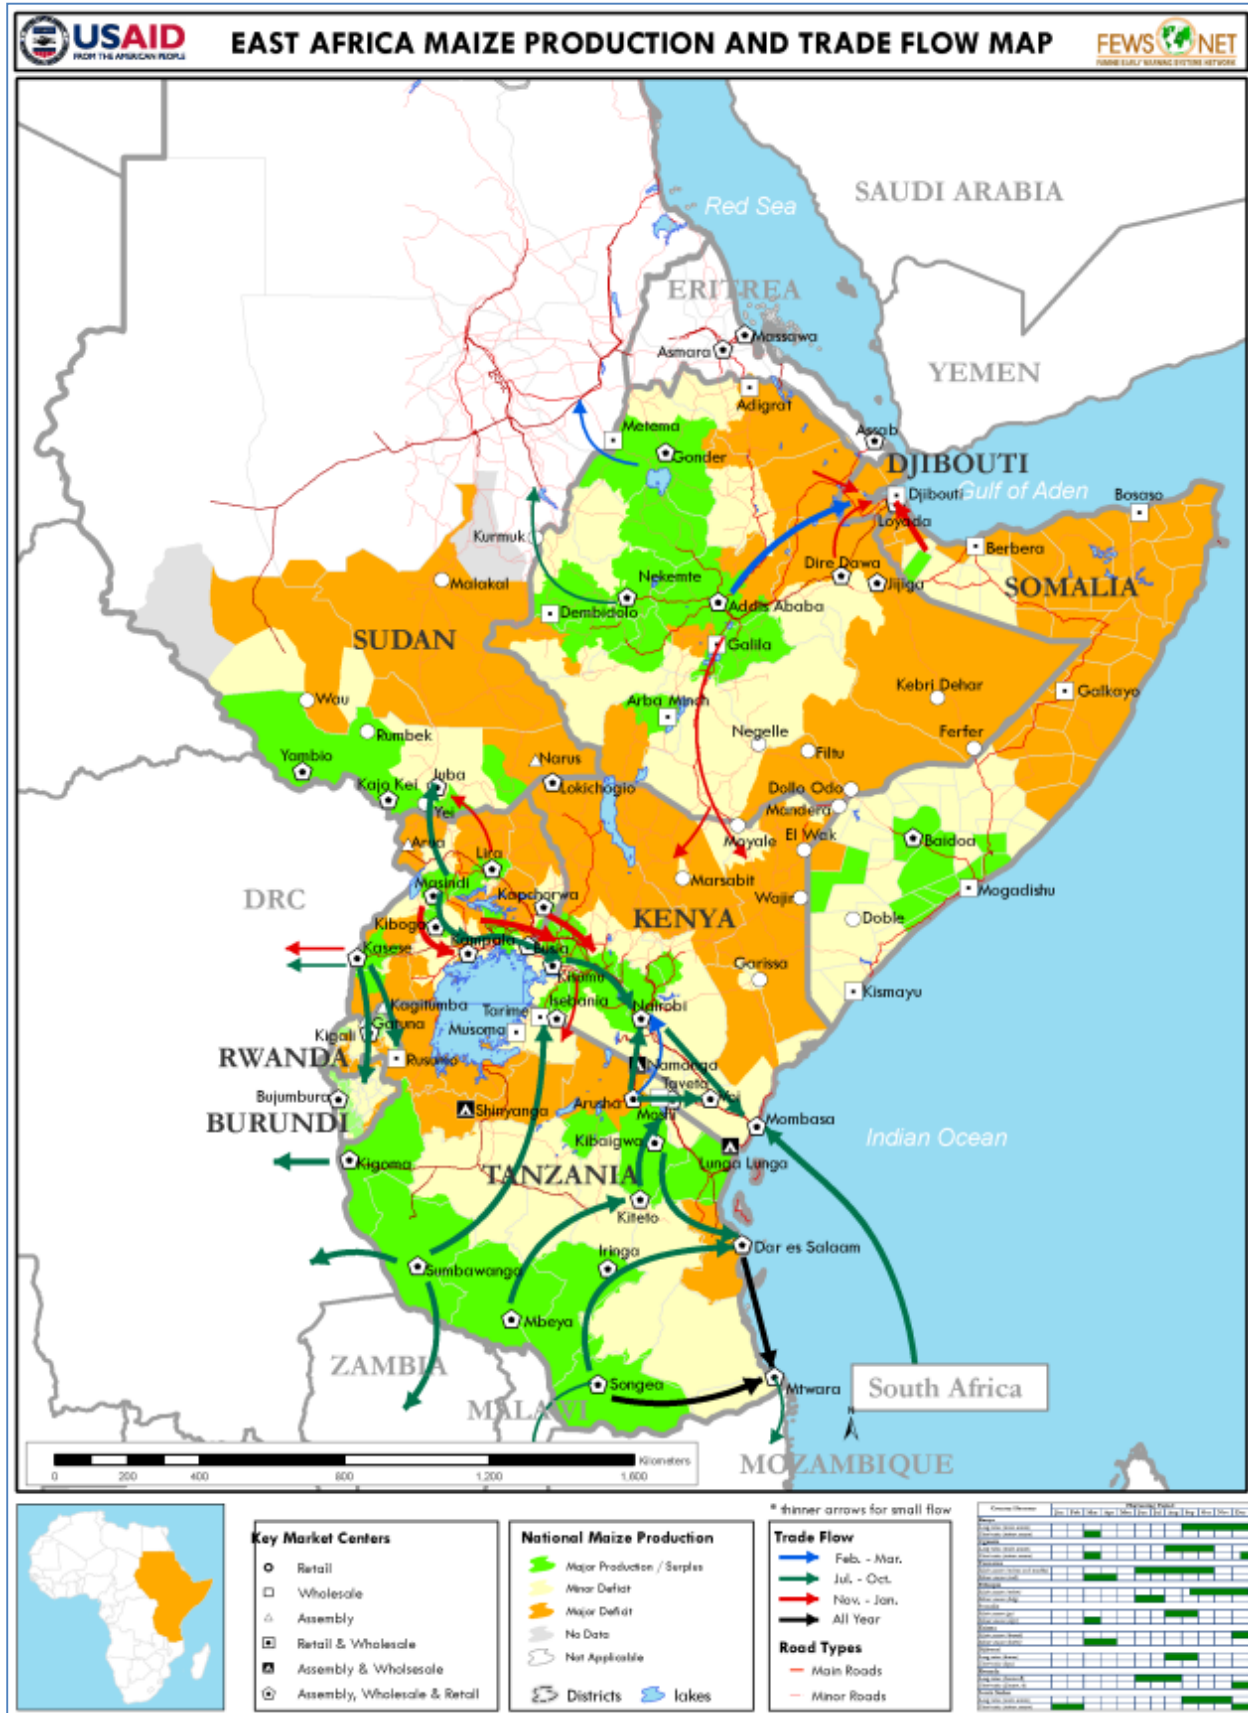 USAID
FROM THE AMERICAN PEOPLE
EAST AFRICA MAIZE PRODUCTION AND TRADE FLOW MAP
FEWS NET
FAMINE EARLY WARNING SYSTEMS NETWORK
SAUDI ARABIA
Red Sea
ERITREA
Massawa
Asmara
YEMEN
Adigrat
Assab
Metema
Gonder
DJIBOUTI
Djibouti
Gulf of Aden
Bosaso
Loyada
Kurmuk
Berbera
Malakal
Nekemte
Dire Dawa
Jijiga
SOMALIA
Dembidolo
Addis Ababa
SUDAN
Galila
Kebri Dehar
Galkayo
Wau
Arba Minch
Rumbek
Negelle
Filtu
Ferfer
Yambio
Narus
Juba
Kajo Kei
Lokichogio
Dollo Odo
Yei
Mandera
Moyale
El Wak
Baidoa
Arua
Lira
Marsabit
Mogadishu
Masindi
Kapchorwa
Wajir
DRC
KENYA
Doble
Kiboga
Kampala
Busia
Kasese
Kisumu
Garissa
Kismayu
Kagitumba
Isebania
Tarime
Nairobi
Gatuna
Kigali
Musoma
RWANDA
Rusumo
Namanga
Taveta
Bujumbura
Shinyanga
Arusha
Voi
Moshi
BURUNDI
Mombasa
Kibaigwa
Indian Ocean
Kigoma
TANZANIA
Lunga Lunga
Kiteto
Iringa
Dar es Salaam
Sumbawanga
Mbeya
ZAMBIA
Songea
Mtwara
South Africa
MALAWI
N
MOZAMBIQUE
Kilometers
0 200 400 800 1,200 1,600
* thinner arrows for small flow
Key Market Centers
Retail
Wholesale
Assembly
Retail & Wholesale
Assembly & Wholsesale
Assembly, Wholesale & Retail
National Maize Production
Major Production / Surplus
Minor Deficit
Major Deficit
No Data
Not Applicable
Districts
lakes
Trade Flow
Feb. - Mar.
Jul. - Oct.
Nov. - Jan.
All Year
Road Types
Main Roads
Minor Roads